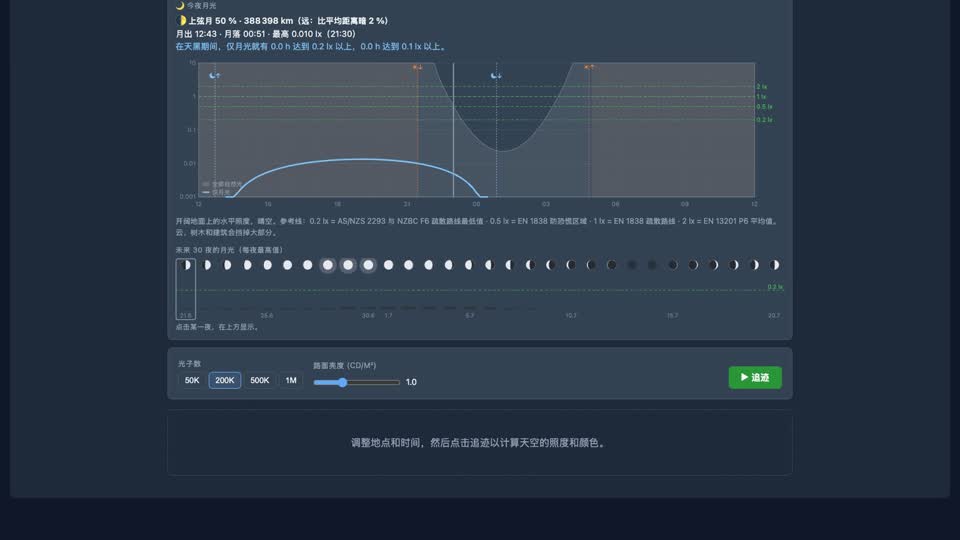 今夜月光
上弦月 50 % · 388 398 km（远：比平均距离暗 2 %）
月出 12:43 · 月落 00:51 · 最高 0.010 lx（21:30）
在天黑期间，仅月光就有 0.0 h 达到 0.2 lx 以上，0.0 h 达到 0.1 lx 以上。
10
1
0.1
0.01
0.001
2 lx
1 lx
0.5 lx
0.2 lx
仅月光
12 15 18 21 00 03 06 09 12
开阔地面上的水平照度，晴空。参考线：0.2 lx = AS/NZS 2293 与 NZBC F6 疏散路线最低值 · 0.5 lx = EN 1838 防恐慌区域 · 1 lx = EN 1838 疏散路线 · 2 lx = EN 13201 P6 平均值。
云、树木和建筑会挡掉大部分。
未来 30 夜的月光（每夜最高值）
0.2 lx
21.6 25.6 30.6 1.7 5.7 10.7 15.7 20.7
点击某一夜，在上方显示。
光子数
50K 200K 500K 1M
路面亮度 (CD/M²)
1.0
▶ 追迹
调整地点和时间，然后点击追迹以计算天空的照度和颜色。